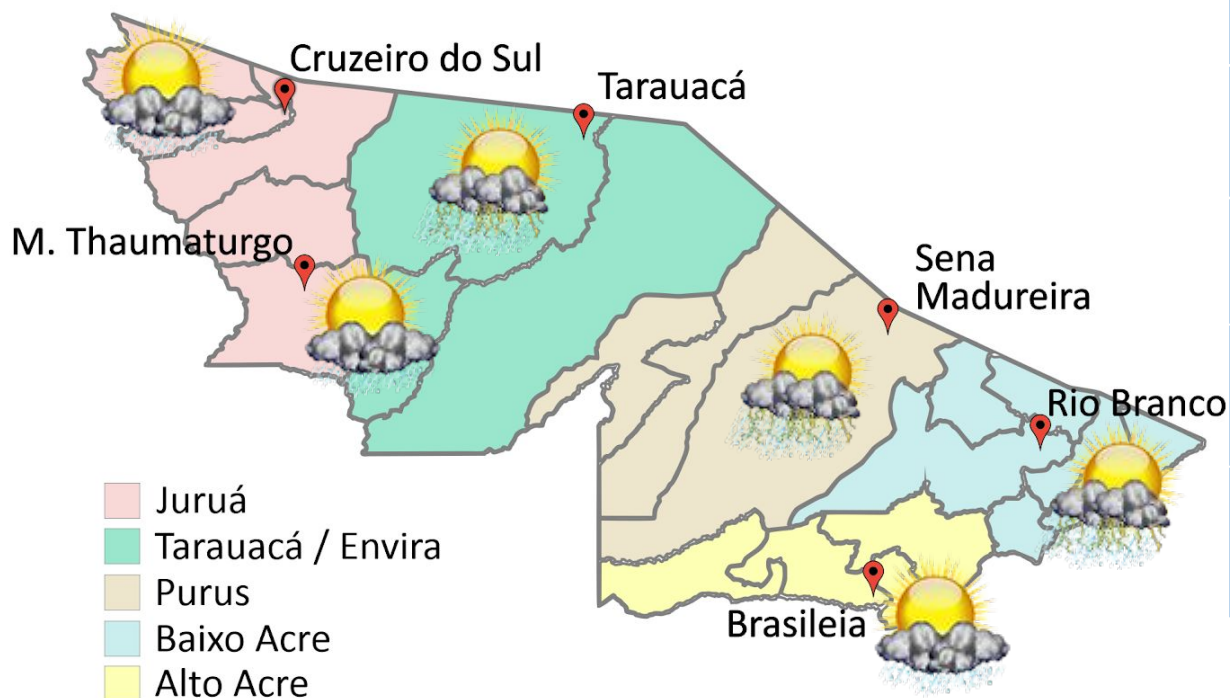 Cruzeiro do Sul
Tarauacá
M. Thaumaturgo
Sena
Madureira
Rio Branco
Brasileia
Juruá
Tarauacá / Envira
Purus
Baixo Acre
Alto Acre